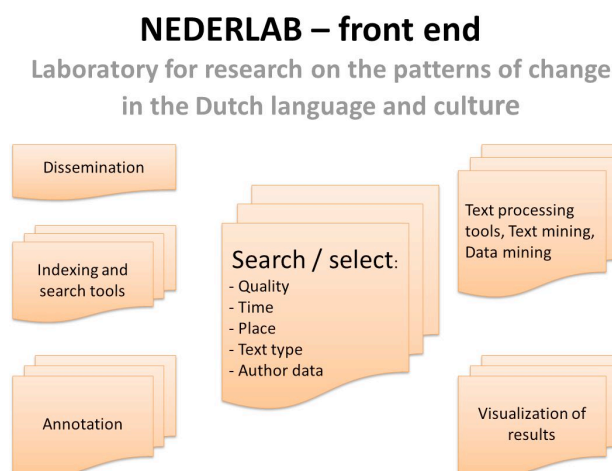 NEDERLAB – front end
Laboratory for research on the patterns of change
in the Dutch language and culture
Dissemination
Indexing and
search tools
Annotation
Search / select:
- Quality
- Time
- Place
- Text type
- Author data
Text processing
tools, Text mining,
Data mining
Visualization of
results